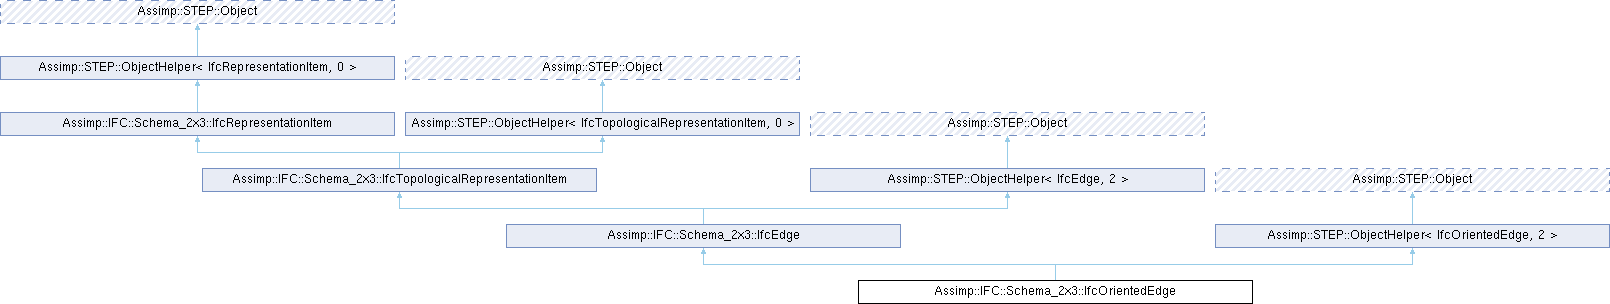 Assimp::STEP::Object
Assimp::STEP::ObjectHelper< IfcRepresentationItem, 0 >
Assimp::STEP::Object
Assimp::IFC::Schema_2x3::IfcRepresentationItem
Assimp::STEP::ObjectHelper< IfcTopologicalRepresentationItem, 0 >
Assimp::STEP::Object
Assimp::IFC::Schema_2x3::IfcTopologicalRepresentationItem
Assimp::STEP::ObjectHelper< IfcEdge, 2 >
Assimp::STEP::Object
Assimp::IFC::Schema_2x3::IfcEdge
Assimp::STEP::ObjectHelper< IfcOrientedEdge, 2 >
Assimp::IFC::Schema_2x3::IfcOrientedEdge